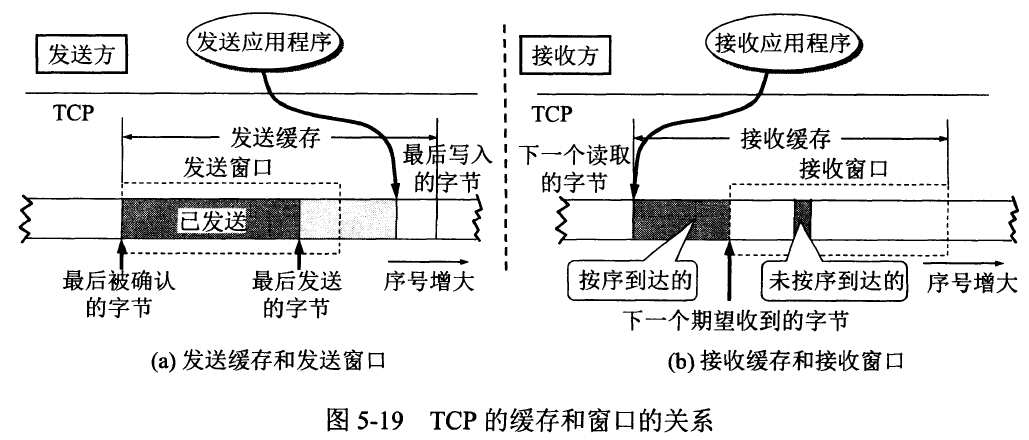 发送方
发送应用程序
TCP
发送缓存
发送窗口
最后写入
的字节
已发送
最后被确认
的字节
最后发送
的字节
序号增大
(a) 发送缓存和发送窗口
接收方
接收应用程序
TCP
接收缓存
下一个读取
的字节
接收窗口
按序到达的
未按序到达的
序号增大
下一个期望收到的字节
(b) 接收缓存和接收窗口
图 5-19 TCP 的缓存和窗口的关系